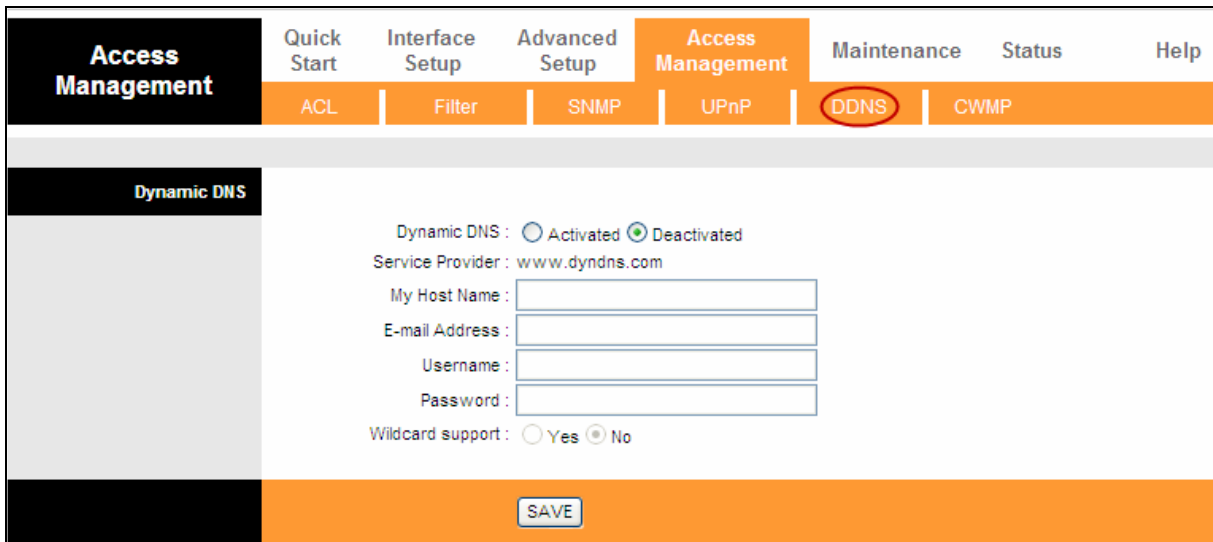 Access Management
Quick Start
Interface Setup
Advanced Setup
Access Management
Maintenance
Status
Help
ACL
Filter
SNMP
UPnP
DDNS
CWMP
Dynamic DNS
Dynamic DNS : Activated Deactivated
Service Provider : www.dyndns.com
My Host Name :
E-mail Address :
Username :
Password :
Wildcard support : Yes No
SAVE